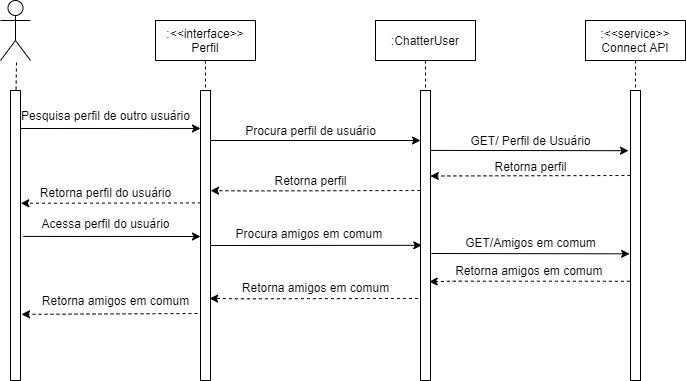 :<<interface>>
Perfil
:ChatterUser
:<<service>>
Connect API
Pesquisa perfil de outro usuário
Procura perfil de usuário
GET/ Perfil de Usuário
Retorna perfil
Retorna perfil
Retorna perfil do usuário
Acessa perfil do usuário
Procura amigos em comum
GET/Amigos em comum
Retorna amigos em comum
Retorna amigos em comum
Retorna amigos em comum